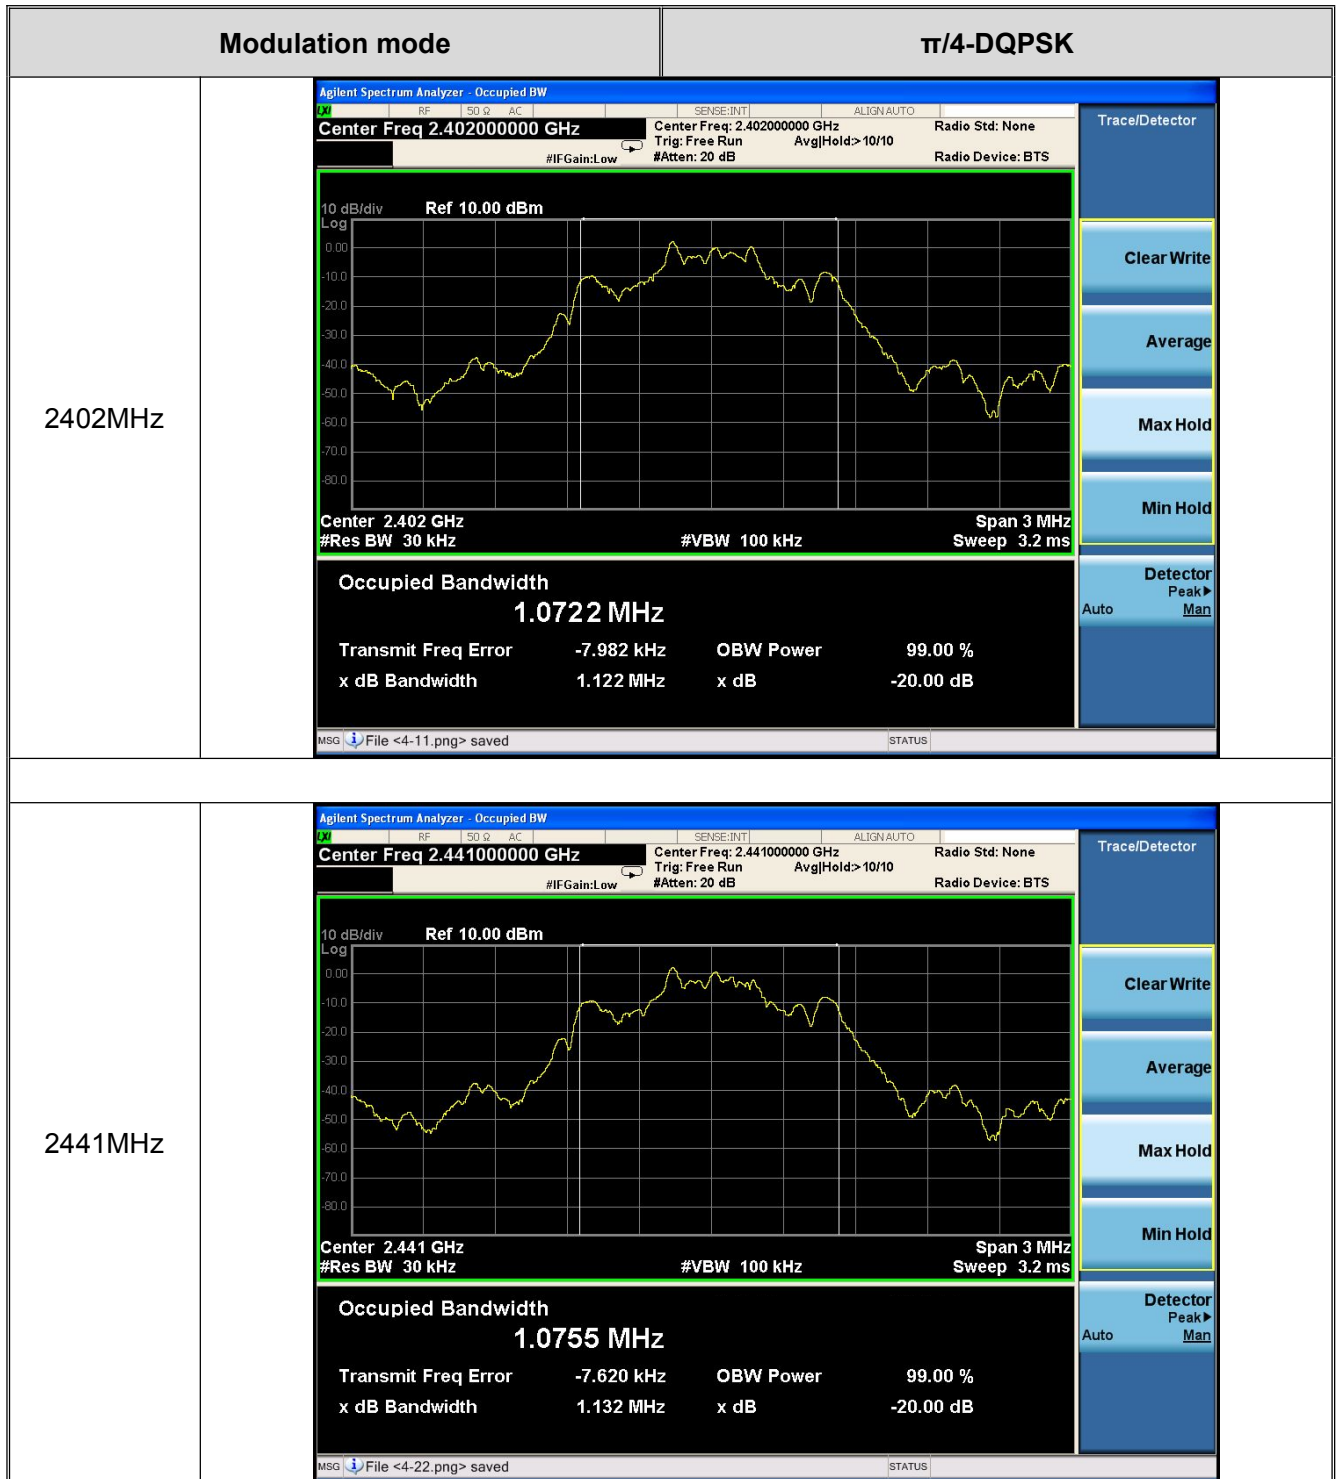 Modulation mode π/4-DQPSK
2402MHz
Agilent Spectrum Analyzer - Occupied BW
LXI RF 50 Ω AC SENSE:INT ALIGN AUTO
Center Freq 2.402000000 GHz
Center Freq: 2.402000000 GHz Radio Std: None
Trig: Free Run Avg|Hold:> 10/10
#IFGain:Low #Atten: 20 dB Radio Device: BTS
10 dB/div Ref 10.00 dBm
Log
0.00
-10.0
-20.0
-30.0
-40.0
-50.0
-60.0
-70.0
-80.0
Center 2.402 GHz Span 3 MHz
#Res BW 30 kHz #VBW 100 kHz Sweep 3.2 ms
Occupied Bandwidth
1.0722 MHz
Transmit Freq Error -7.982 kHz OBW Power 99.00 %
x dB Bandwidth 1.122 MHz x dB -20.00 dB
MSG File <4-11.png> saved STATUS
Trace/Detector
Clear Write
Average
Max Hold
Min Hold
Detector
Peak▶
Auto Man
2441MHz
Agilent Spectrum Analyzer - Occupied BW
LXI RF 50 Ω AC SENSE:INT ALIGN AUTO
Center Freq 2.441000000 GHz
Center Freq: 2.441000000 GHz Radio Std: None
Trig: Free Run Avg|Hold:> 10/10
#IFGain:Low #Atten: 20 dB Radio Device: BTS
10 dB/div Ref 10.00 dBm
Log
0.00
-10.0
-20.0
-30.0
-40.0
-50.0
-60.0
-70.0
-80.0
Center 2.441 GHz Span 3 MHz
#Res BW 30 kHz #VBW 100 kHz Sweep 3.2 ms
Occupied Bandwidth
1.0755 MHz
Transmit Freq Error -7.620 kHz OBW Power 99.00 %
x dB Bandwidth 1.132 MHz x dB -20.00 dB
MSG File <4-22.png> saved STATUS
Trace/Detector
Clear Write
Average
Max Hold
Min Hold
Detector
Peak▶
Auto Man